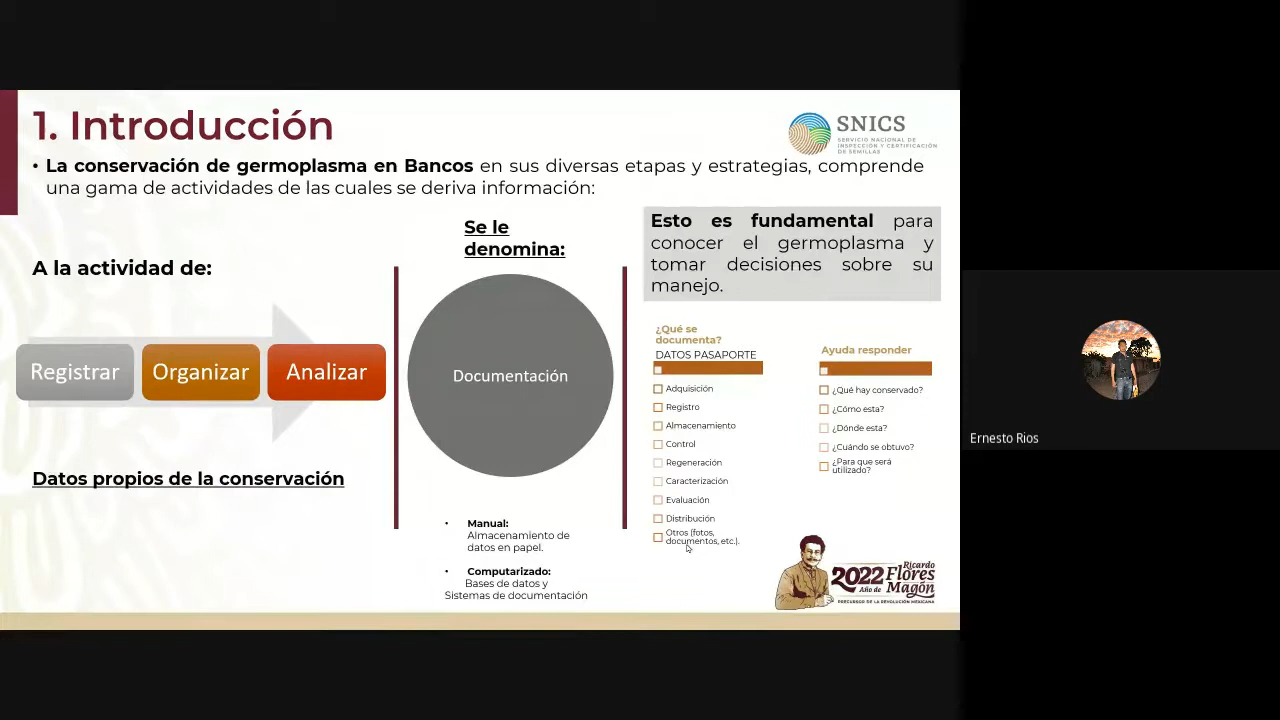 1. Introducción
SNICS
SERVICIO NACIONAL DE
INSPECCIÓN Y CERTIFICACIÓN
DE SEMILLAS
• La conservación de germoplasma en Bancos en sus diversas etapas y estrategias, comprende
una gama de actividades de las cuales se deriva información:
A la actividad de:
Registrar
Organizar
Analizar
Datos propios de la conservación
Se le
denomina:
Documentación
• Manual:
Almacenamiento de
datos en papel.
• Computarizado:
Bases de datos y
Sistemas de documentación
Esto es fundamental para
conocer el germoplasma y
tomar decisiones sobre su
manejo.
¿Qué se
documenta?
DATOS PASAPORTE
Adquisición
Registro
Almacenamiento
Control
Regeneración
Caracterización
Evaluación
Distribución
Otros (fotos,
documentos, etc.).
Ayuda responder
¿Qué hay conservado?
¿Cómo esta?
¿Dónde esta?
¿Cuándo se obtuvo?
¿Para que será
utilizado?
2022
Año de
Ricardo
Flores
Magón
PRECURSOR DE LA REVOLUCIÓN MEXICANA
Ernesto Rios